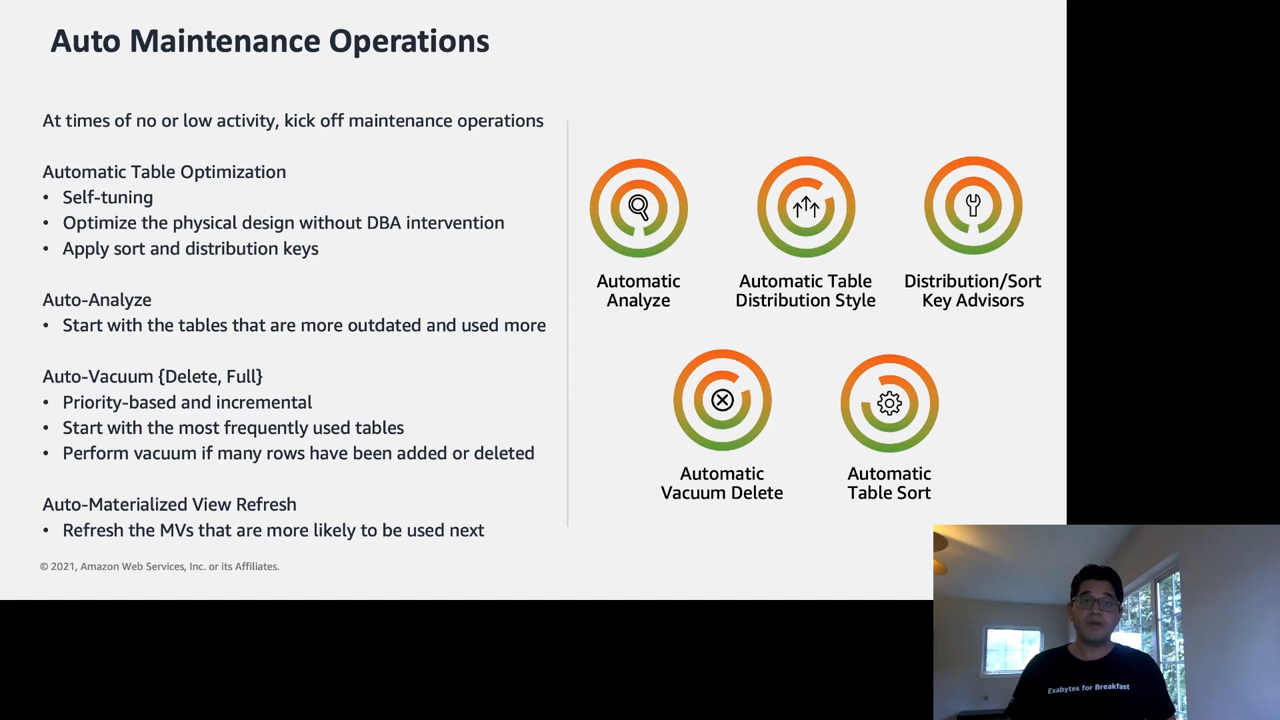 Auto Maintenance Operations
At times of no or low activity, kick off maintenance operations
Automatic Table Optimization
• Self-tuning
• Optimize the physical design without DBA intervention
• Apply sort and distribution keys
Auto-Analyze
• Start with the tables that are more outdated and used more
Auto-Vacuum {Delete, Full}
• Priority-based and incremental
• Start with the most frequently used tables
• Perform vacuum if many rows have been added or deleted
Auto-Materialized View Refresh
• Refresh the MVs that are more likely to be used next
Automatic
Analyze
Automatic Table
Distribution Style
Distribution/Sort
Key Advisors
Automatic
Vacuum Delete
Automatic
Table Sort
© 2021, Amazon Web Services, Inc. or its Affiliates.
Exabytes for Breakfast